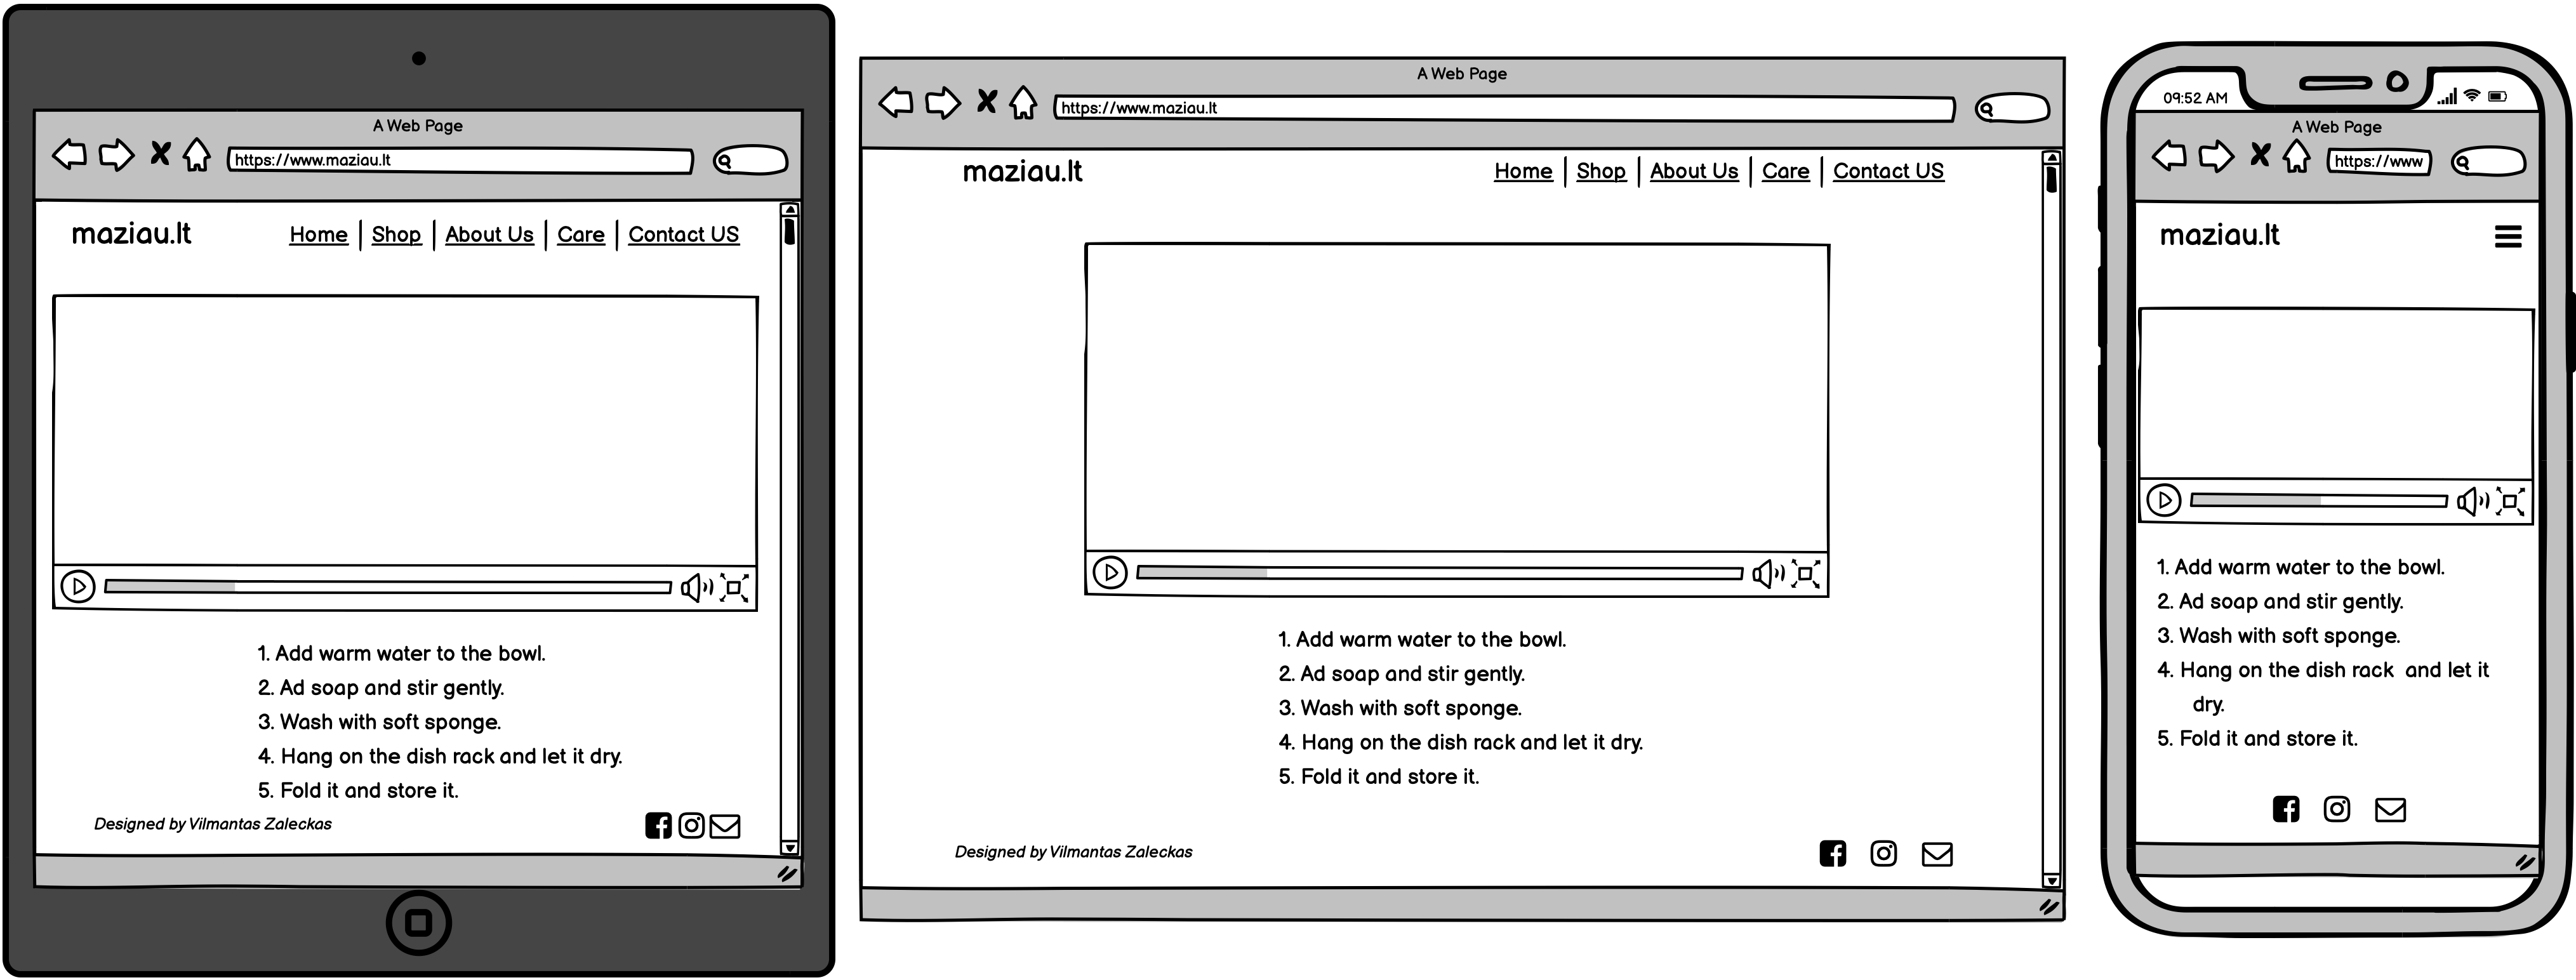 A Web Page
https://www.maziau.lt
maziau.lt
Home | Shop | About Us | Care | Contact US
1. Add warm water to the bowl.
2. Ad soap and stir gently.
3. Wash with soft sponge.
4. Hang on the dish rack and let it dry.
5. Fold it and store it.
Designed by Vilmantas Zaleckas
A Web Page
https://www.maziau.lt
maziau.lt
Home | Shop | About Us | Care | Contact US
1. Add warm water to the bowl.
2. Ad soap and stir gently.
3. Wash with soft sponge.
4. Hang on the dish rack and let it dry.
5. Fold it and store it.
Designed by Vilmantas Zaleckas
09:52 AM
A Web Page
https://www
maziau.lt
1. Add warm water to the bowl.
2. Ad soap and stir gently.
3. Wash with soft sponge.
4. Hang on the dish rack  and let it
dry.
5. Fold it and store it.